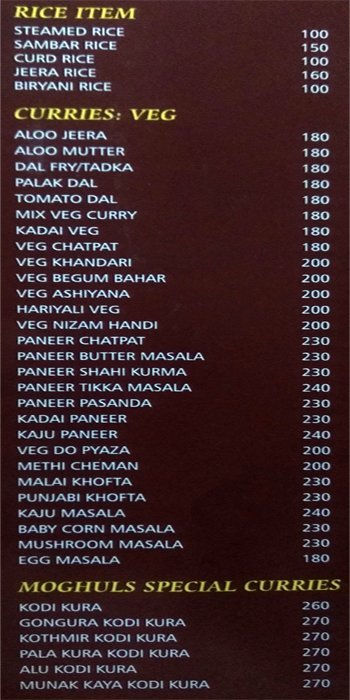 RICE ITEM
STEAMED RICE 100
SAMBAR RICE 150
CURD RICE 100
JEERA RICE 160
BIRYANI RICE 100
CURRIES: VEG
ALOO JEERA 180
ALOO MUTTER 180
DAL FRY/TADKA 180
PALAK DAL 180
TOMATO DAL 180
MIX VEG CURRY 180
KADAI VEG 180
VEG CHATPAT 180
VEG KHANDARI 200
VEG BEGUM BAHAR 200
VEG ASHIYANA 200
HARIYALI VEG 200
VEG NIZAM HANDI 200
PANEER CHATPAT 230
PANEER BUTTER MASALA 230
PANEER SHAHI KURMA 230
PANEER TIKKA MASALA 240
PANEER PASANDA 230
KADAI PANEER 230
KAJU PANEER 240
VEG DO PYAZA 200
METHI CHEMAN 200
MALAI KHOFTA 230
PUNJABI KHOFTA 230
KAJU MASALA 240
BABY CORN MASALA 230
MUSHROOM MASALA 230
EGG MASALA 180
MOGHULS SPECIAL CURRIES
KODI KURA 260
GONGURA KODI KURA 270
KOTHMIR KODI KURA 270
PALA KURA KODI KURA 270
ALU KODI KURA 270
MUNAK KAYA KODI KURA 270